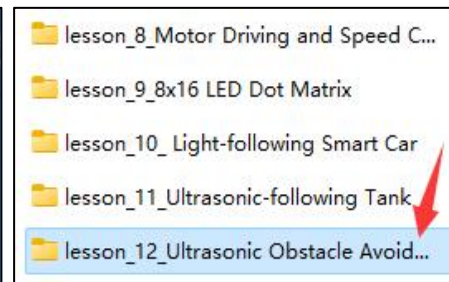 lesson_8_Motor Driving and Speed C...
lesson_9_8x16 LED Dot Matrix
lesson_10_ Light-following Smart Car
lesson_11_Ultrasonic-following Tank
lesson_12_Ultrasonic Obstacle Avoid...